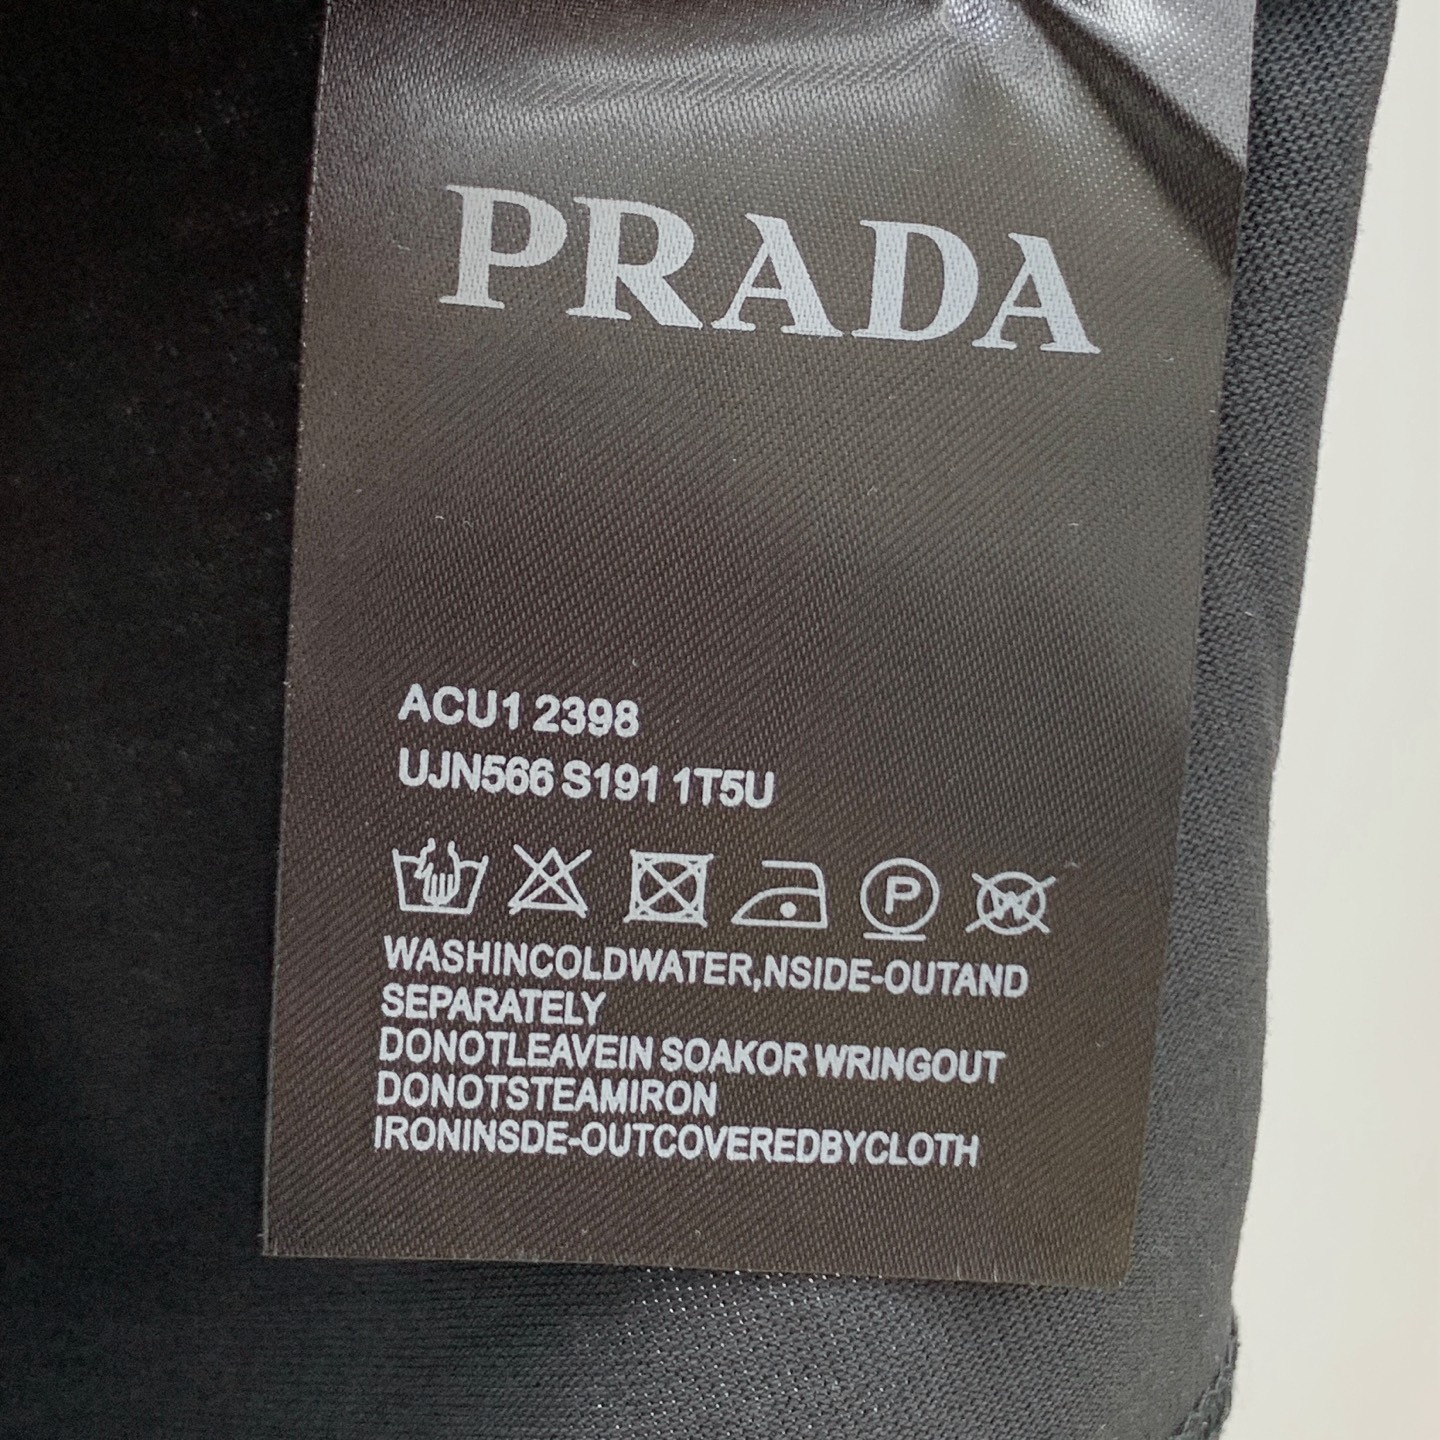 PRADA
ACU1 2398
UJN566 S191 1T5U
P
W
WASHINCOLDWATER,NSIDE-OUTAND
SEPARATELY
DONOTLEAVEIN SOAKOR WRINGOUT
DONOTSTEAMIRON
IRONINSDE-OUTCOVEREDBYCLOTH